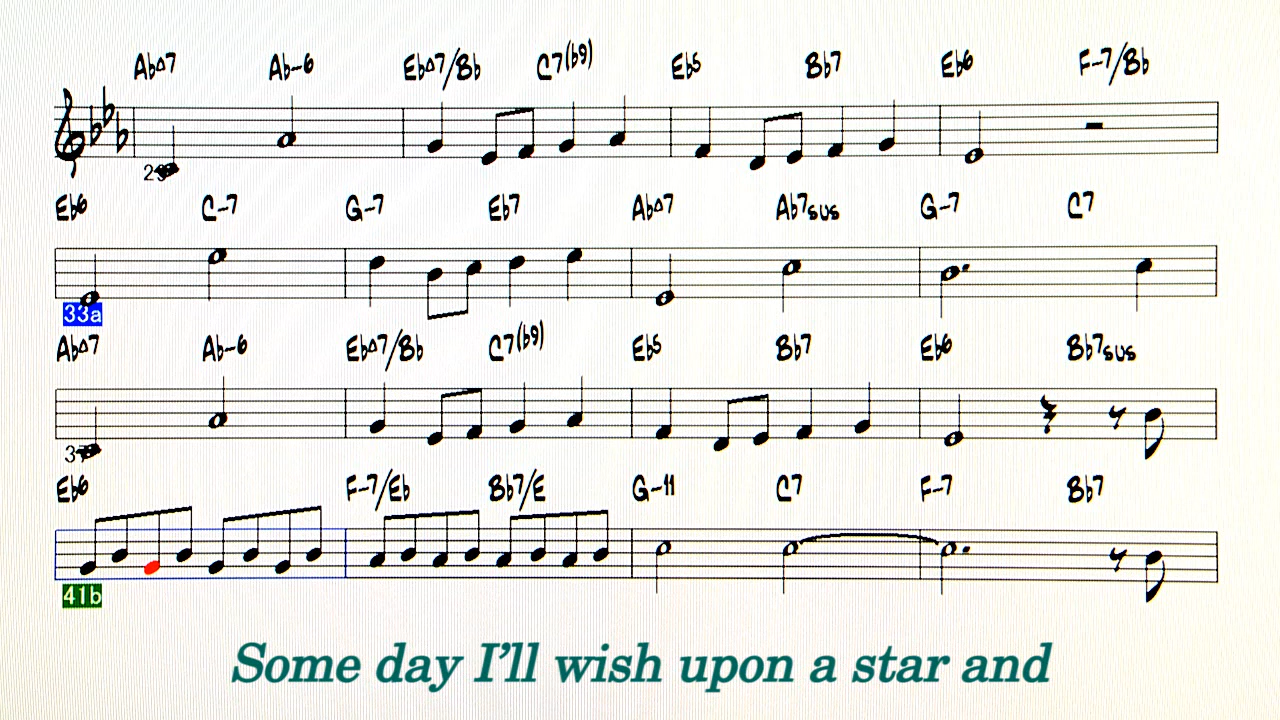 Ab∆7 Ab-6 Eb∆7/Bb C7(b9) Eb5 Bb7 Eb6 F-7/Bb
Eb6 C-7 G-7 Eb7 Ab∆7 Ab7sus G-7 C7
33a
Ab∆7 Ab-6 Eb∆7/Bb C7(b9) Eb5 Bb7 Eb6 Bb7sus
Eb6 F-7/Eb Bb7/E G-11 C7 F-7 Bb7
41b
Some day I'll wish upon a star and